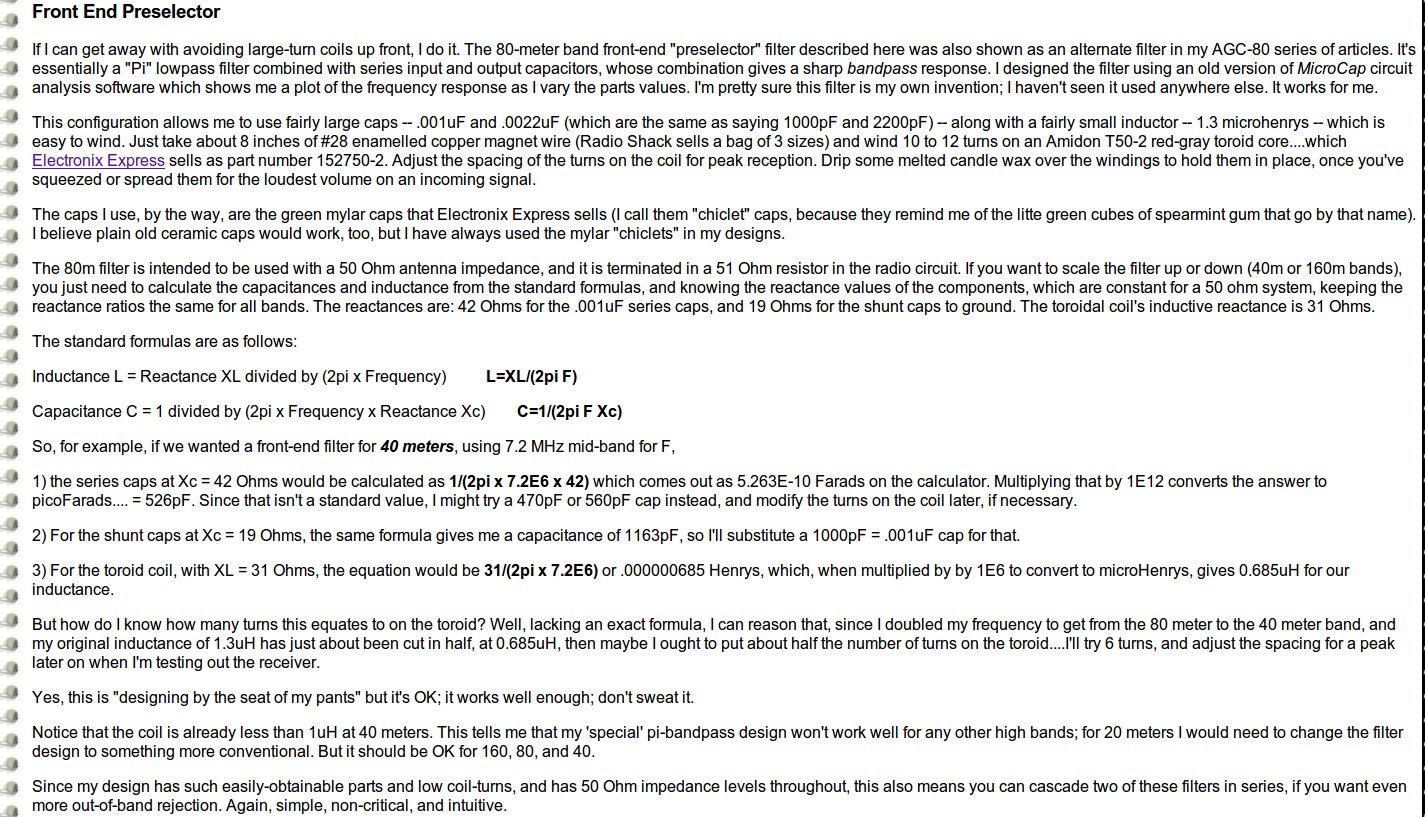 Front End Preselector
If I can get away with avoiding large-turn coils up front, I do it. The 80-meter band front-end "preselector" filter described here was also shown as an alternate filter in my AGC-80 series of articles. It's
essentially a "Pi" lowpass filter combined with series input and output capacitors, whose combination gives a sharp bandpass response. I designed the filter using an old version of MicroCap circuit
analysis software which shows me a plot of the frequency response as I vary the parts values. I'm pretty sure this filter is my own invention; I haven't seen it used anywhere else. It works for me.
This configuration allows me to use fairly large caps -- .001uF and .0022uF (which are the same as saying 1000pF and 2200pF) -- along with a fairly small inductor -- 1.3 microhenrys -- which is
easy to wind. Just take about 8 inches of #28 enamelled copper magnet wire (Radio Shack sells a bag of 3 sizes) and wind 10 to 12 turns on an Amidon T50-2 red-gray toroid core....which
Electronix Express sells as part number 152750-2. Adjust the spacing of the turns on the coil for peak reception. Drip some melted candle wax over the windings to hold them in place, once you've
squeezed or spread them for the loudest volume on an incoming signal.
The caps I use, by the way, are the green mylar caps that Electronix Express sells (I call them "chiclet" caps, because they remind me of the litte green cubes of spearmint gum that go by that name).
I believe plain old ceramic caps would work, too, but I have always used the mylar "chiclets" in my designs.
The 80m filter is intended to be used with a 50 Ohm antenna impedance, and it is terminated in a 51 Ohm resistor in the radio circuit. If you want to scale the filter up or down (40m or 160m bands),
you just need to calculate the capacitances and inductance from the standard formulas, and knowing the reactance values of the components, which are constant for a 50 ohm system, keeping the
reactance ratios the same for all bands. The reactances are: 42 Ohms for the .001uF series caps, and 19 Ohms for the shunt caps to ground. The toroidal coil's inductive reactance is 31 Ohms.
The standard formulas are as follows:
Inductance L = Reactance XL divided by (2pi x Frequency) L=XL/(2pi F)
Capacitance C = 1 divided by (2pi x Frequency x Reactance Xc) C=1/(2pi F Xc)
So, for example, if we wanted a front-end filter for 40 meters, using 7.2 MHz mid-band for F,
1) the series caps at Xc = 42 Ohms would be calculated as 1/(2pi x 7.2E6 x 42) which comes out as 5.263E-10 Farads on the calculator. Multiplying that by 1E12 converts the answer to
picoFarads.... = 526pF. Since that isn't a standard value, I might try a 470pF or 560pF cap instead, and modify the turns on the coil later, if necessary.
2) For the shunt caps at Xc = 19 Ohms, the same formula gives me a capacitance of 1163pF, so I'll substitute a 1000pF = .001uF cap for that.
3) For the toroid coil, with XL = 31 Ohms, the equation would be 31/(2pi x 7.2E6) or .000000685 Henrys, which, when multiplied by by 1E6 to convert to microHenrys, gives 0.685uH for our
inductance.
But how do I know how many turns this equates to on the toroid? Well, lacking an exact formula, I can reason that, since I doubled my frequency to get from the 80 meter to the 40 meter band, and
my original inductance of 1.3uH has just about been cut in half, at 0.685uH, then maybe I ought to put about half the number of turns on the toroid....I'll try 6 turns, and adjust the spacing for a peak
later on when I'm testing out the receiver.
Yes, this is "designing by the seat of my pants" but it's OK; it works well enough; don't sweat it.
Notice that the coil is already less than 1uH at 40 meters. This tells me that my 'special' pi-bandpass design won't work well for any other high bands; for 20 meters I would need to change the filter
design to something more conventional. But it should be OK for 160, 80, and 40.
Since my design has such easily-obtainable parts and low coil-turns, and has 50 Ohm impedance levels throughout, this also means you can cascade two of these filters in series, if you want even
more out-of-band rejection. Again, simple, non-critical, and intuitive.